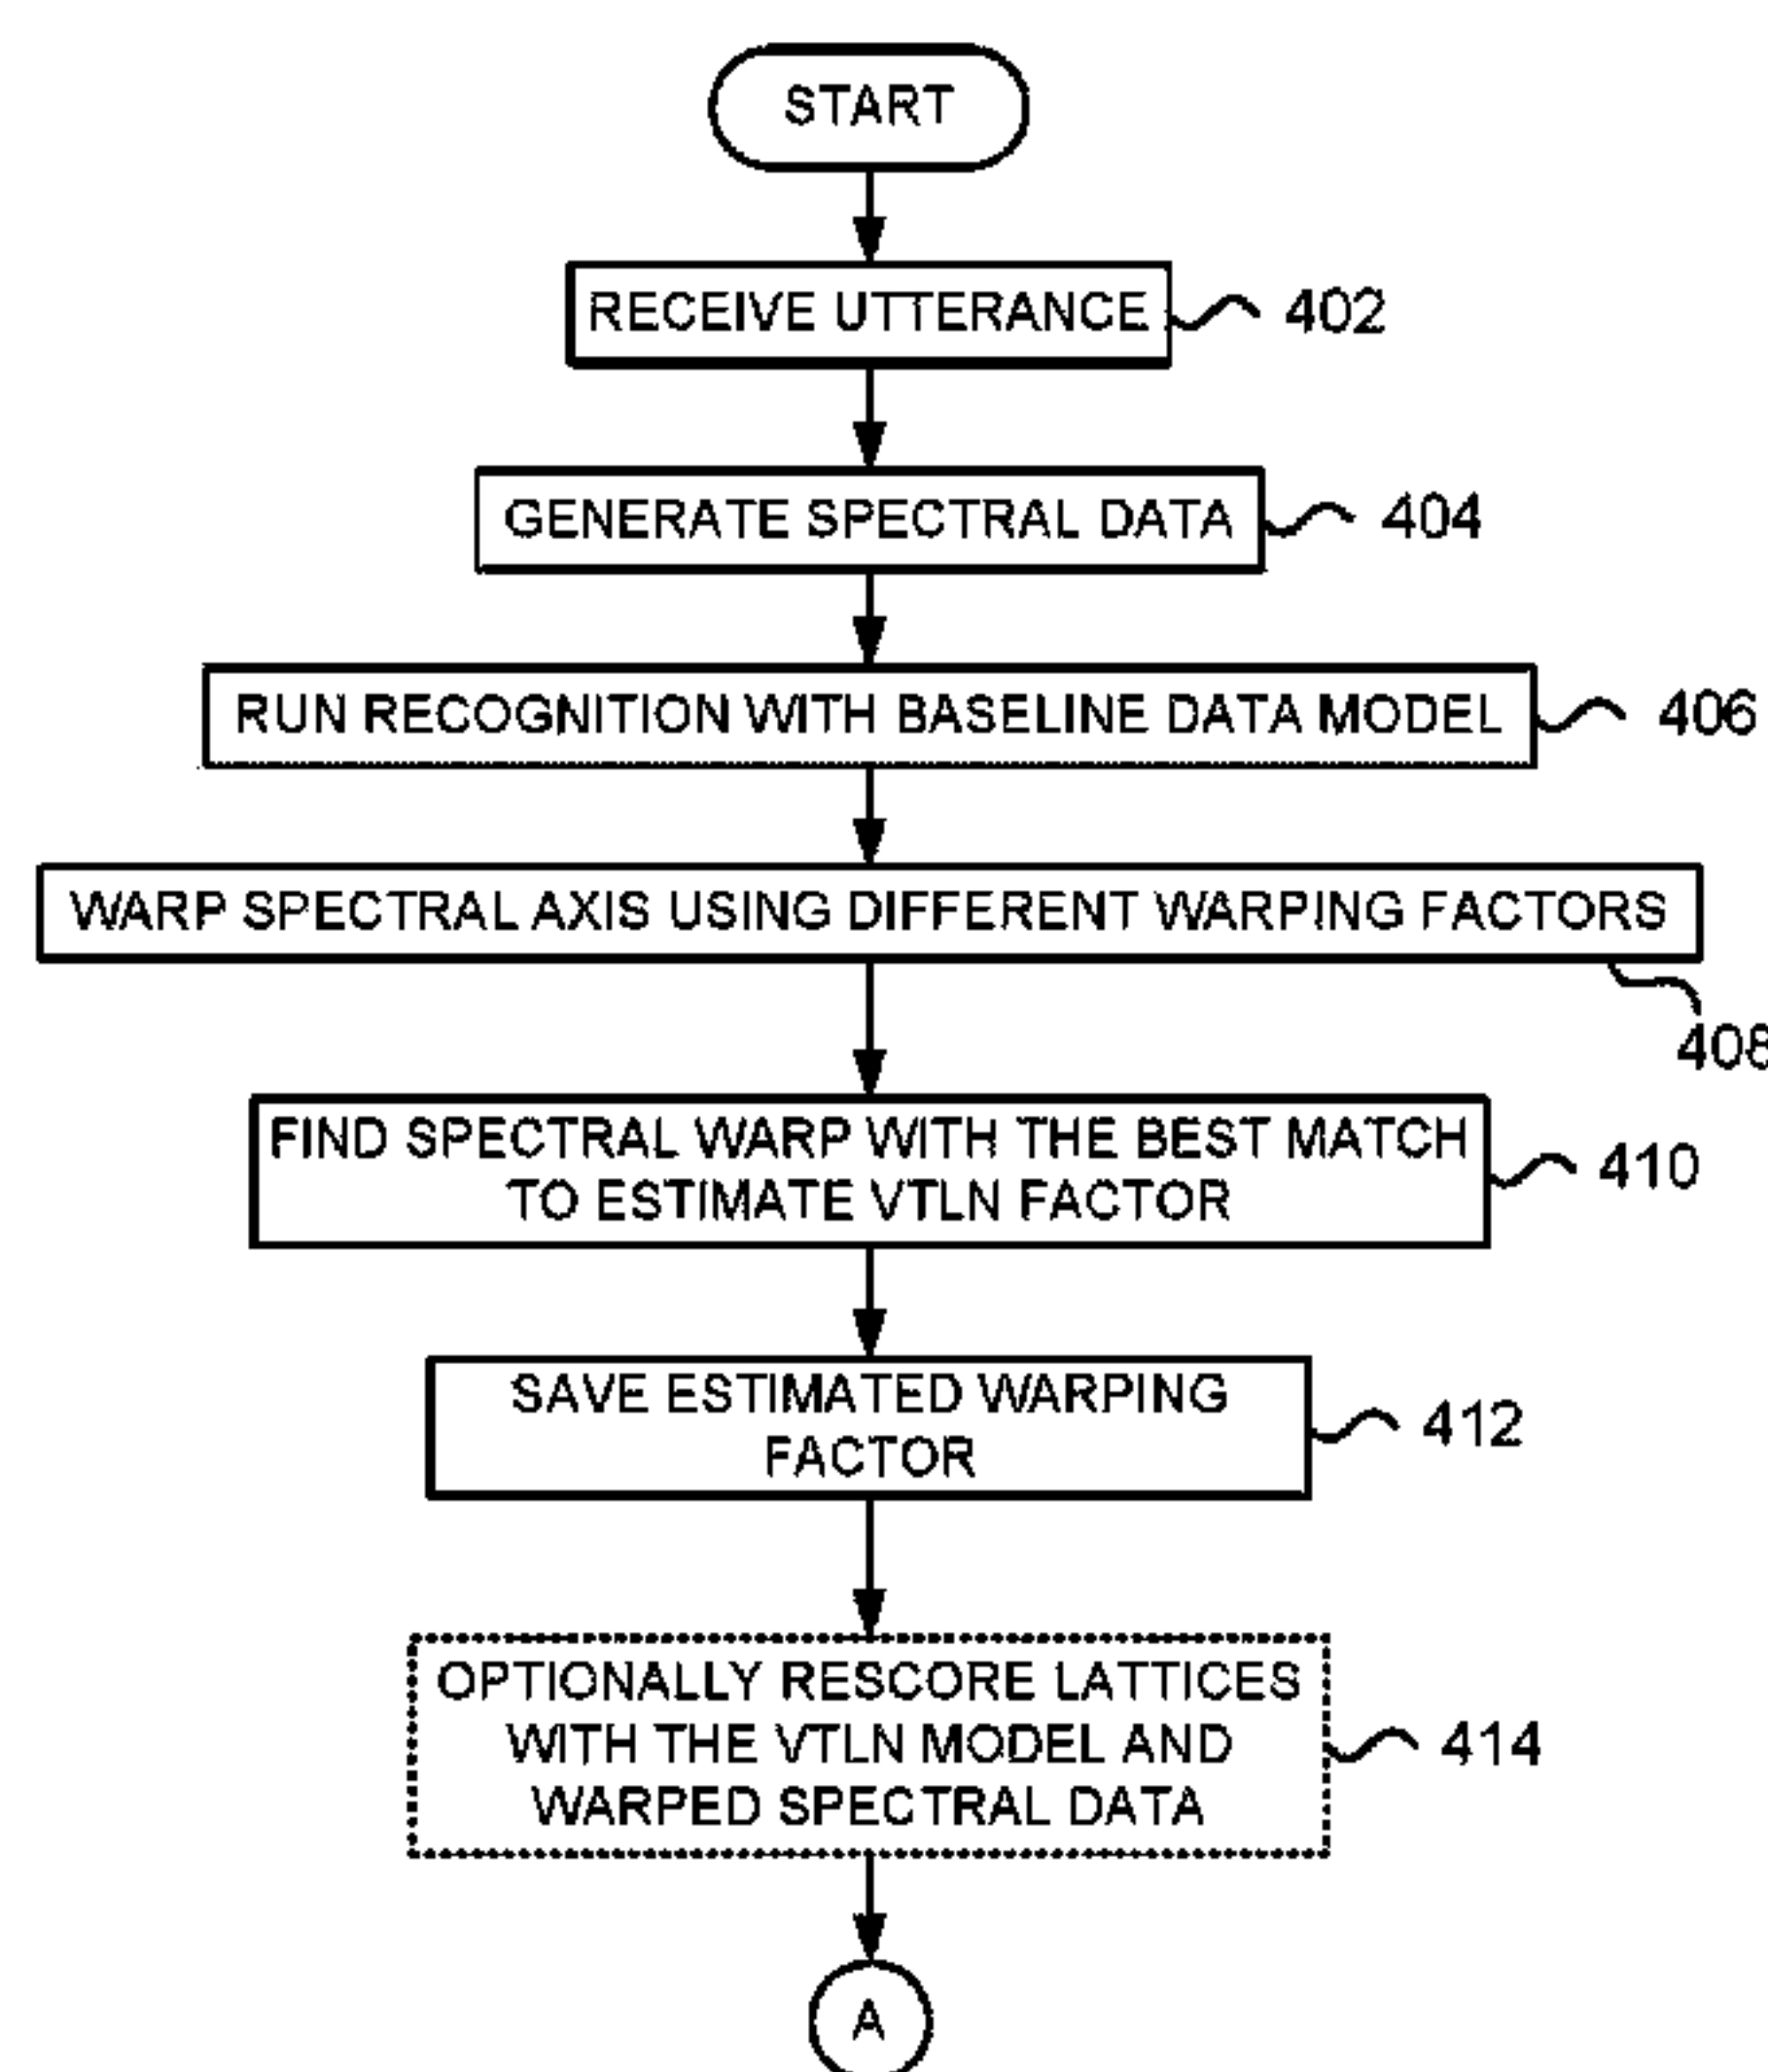 START
RECEIVE UTTERANCE
402
GENERATE SPECTRAL DATA
404
RUN RECOGNITION WITH BASELINE DATA MODEL
406
WARP SPECTRAL AXIS USING DIFFERENT WARPING FACTORS
408
FIND SPECTRAL WARP WITH THE BEST MATCH
TO ESTIMATE VTLN FACTOR
410
SAVE ESTIMATED WARPING
FACTOR
412
OPTIONALLY RESCORE LATTICES
WITH THE VTLN MODEL AND
WARPED SPECTRAL DATA
414
A